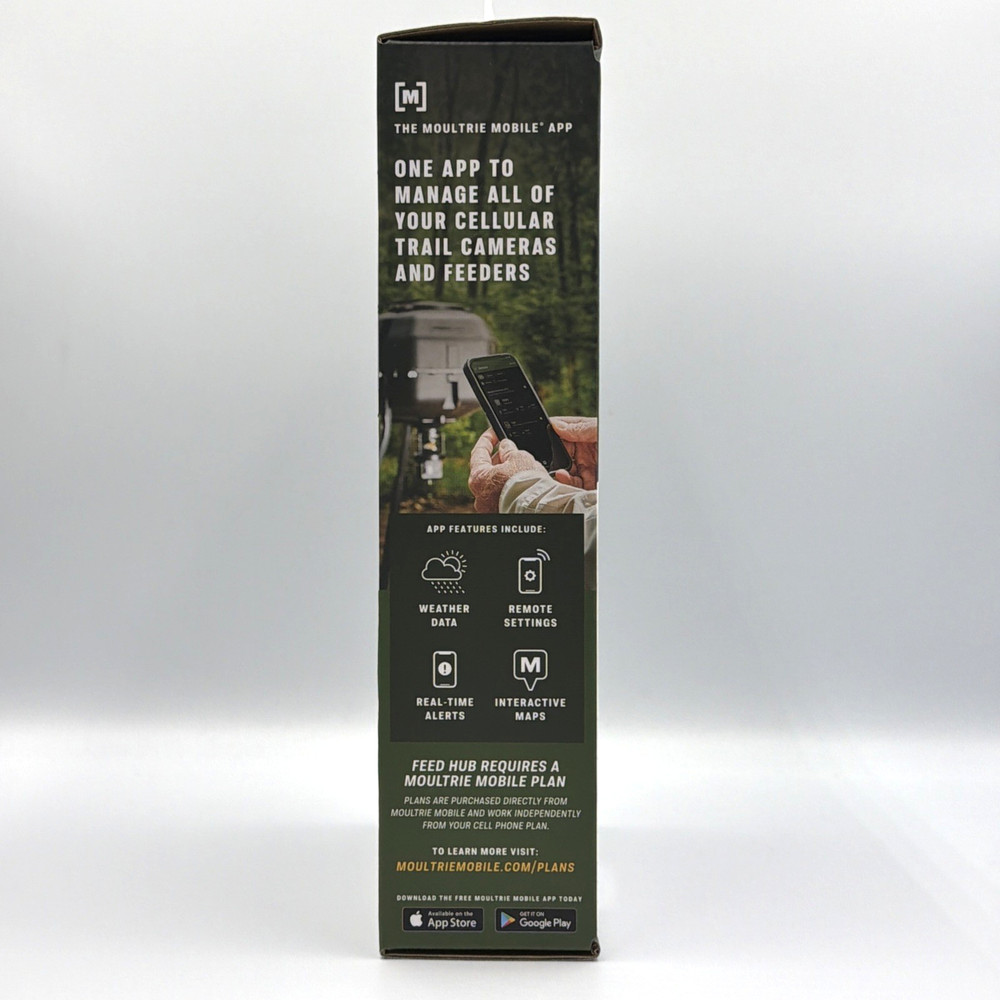 [M]
THE MOULTRIE MOBILE® APP
ONE APP TO
MANAGE ALL OF
YOUR CELLULAR
TRAIL CAMERAS
AND FEEDERS
APP FEATURES INCLUDE:
WEATHER
DATA
REMOTE
SETTINGS
M
REAL-TIME
ALERTS
INTERACTIVE
MAPS
FEED HUB REQUIRES A
MOULTRIE MOBILE PLAN
PLANS ARE PURCHASED DIRECTLY FROM
MOULTRIE MOBILE AND WORK INDEPENDENTLY
FROM YOUR CELL PHONE PLAN.
TO LEARN MORE VISIT:
MOULTRIEMOBILE.COM/PLANS
DOWNLOAD THE FREE MOULTRIE MOBILE APP TODAY
Available on the
App Store
GET IT ON
Google Play